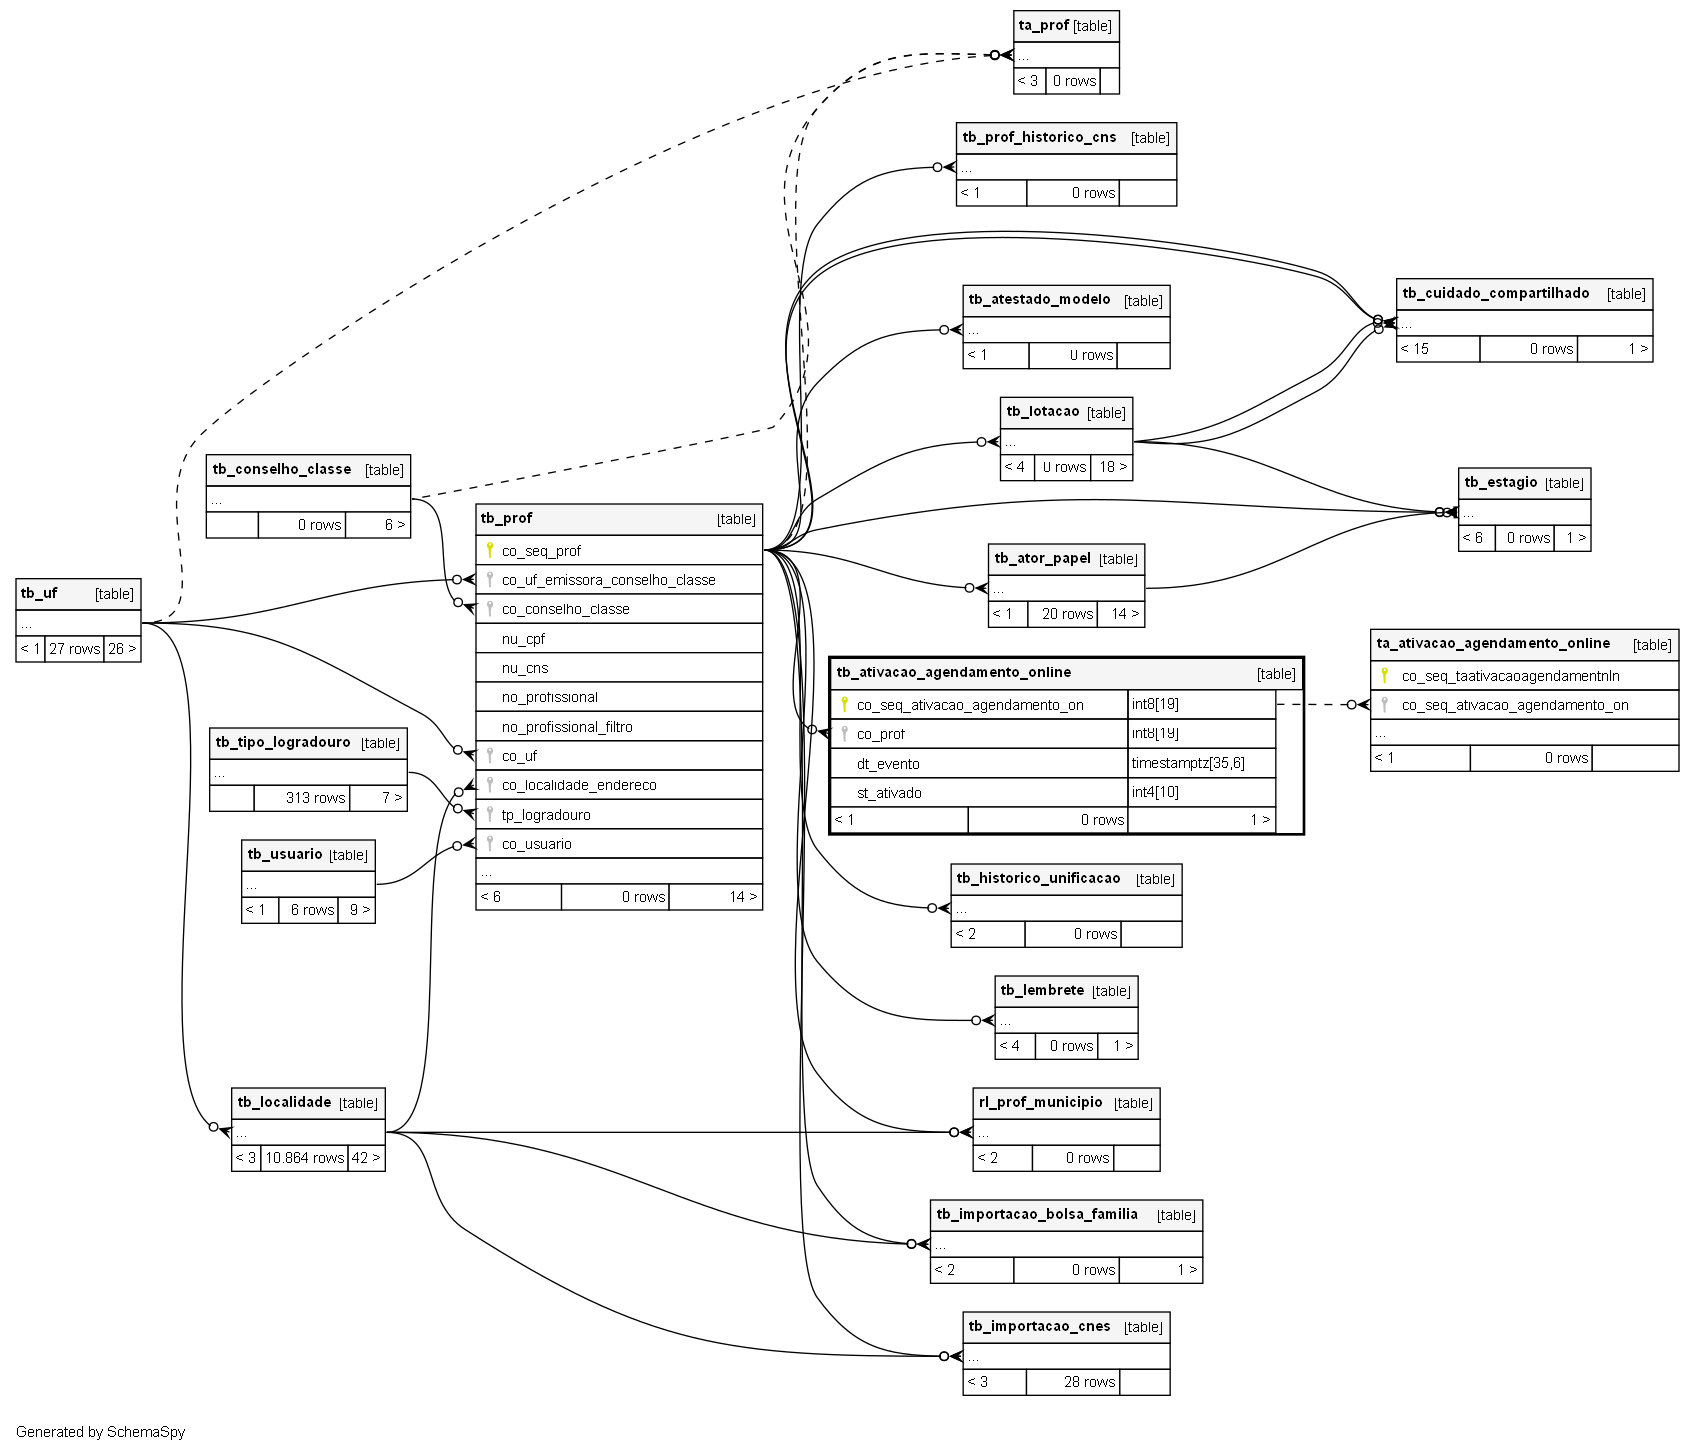 ta_prof [table]
...
< 3 0 rows
tb_prof_historico_cns [table]
...
< 1 0 rows
tb_cuidado_compartilhado [table]
...
< 15 0 rows 1 >
tb_atestado_modelo [table]
...
< 1 0 rows
tb_lotacao [table]
...
< 4 0 rows 18 >
tb_conselho_classe [table]
...
0 rows 6 >
tb_estagio [table]
...
< 6 0 rows 1 >
tb_prof [table]
co_seq_prof
co_uf_emissora_conselho_classe
co_conselho_classe
nu_cpf
nu_cns
no_profissional
no_profissional_filtro
co_uf
co_localidade_endereco
tp_logradouro
co_usuario
...
< 6 0 rows 14 >
tb_ator_papel [table]
...
< 1 20 rows 14 >
tb_uf [table]
...
< 1 27 rows 26 >
ta_ativacao_agendamento_online [table]
co_seq_taativacaoagendamentnln
co_seq_ativacao_agendamento_on
...
< 1 0 rows
tb_ativacao_agendamento_online [table]
co_seq_ativacao_agendamento_on int8[19]
co_prof int8[19]
dt_evento timestamptz[35,6]
st_ativado int4[10]
< 1 0 rows 1 >
tb_tipo_logradouro [table]
...
313 rows 7 >
tb_usuario [table]
...
< 1 6 rows 9 >
tb_historico_unificacao [table]
...
< 2 0 rows
tb_lembrete [table]
...
< 4 0 rows 1 >
tb_localidade [table]
...
< 3 10.864 rows 42 >
rl_prof_municipio [table]
...
< 2 0 rows
tb_importacao_bolsa_familia [table]
...
< 2 0 rows 1 >
tb_importacao_cnes [table]
...
< 3 28 rows
Generated by SchemaSpy